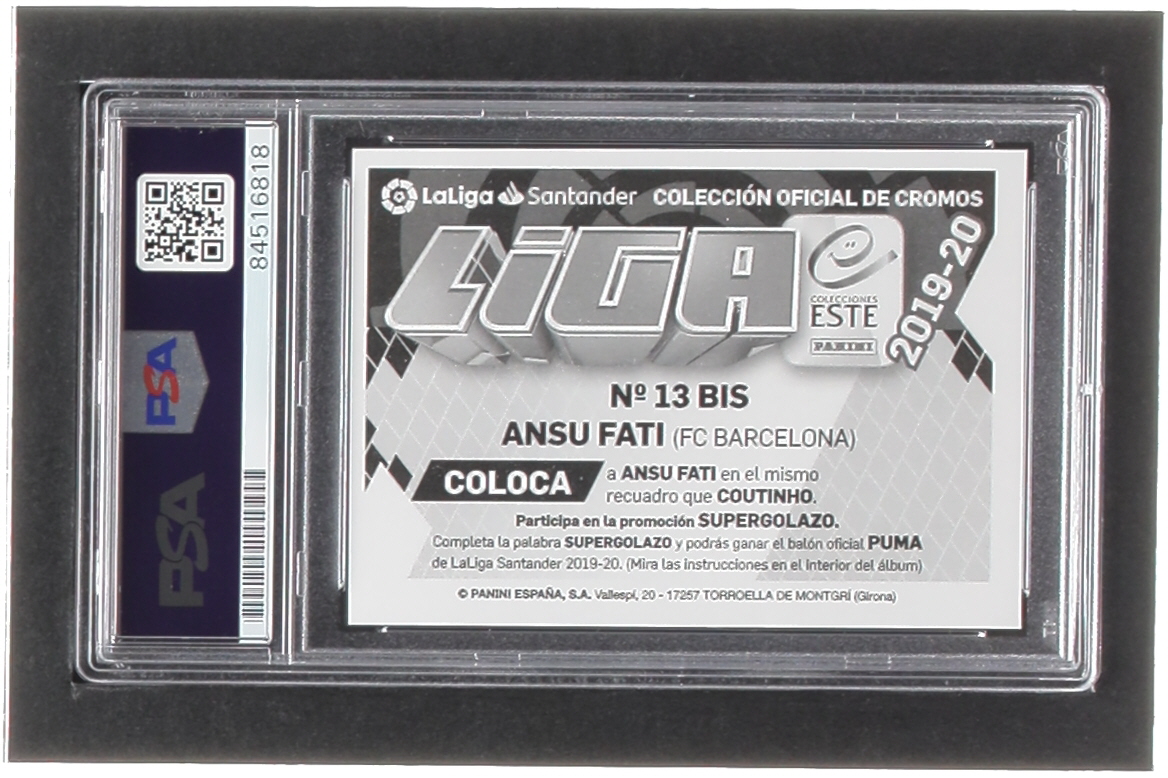 84516818
PSA
PSA
LaLiga Santander COLECCIÓN OFICIAL DE CROMOS
LiGA
COLECCIONES
ESTE
PANINI
2019-20
Nº 13 BIS
ANSU FATI (FC BARCELONA)
COLOCA a ANSU FATI en el mismo
recuadro que COUTINHO.
Participa en la promoción SUPERGOLAZO.
Completa la palabra SUPERGOLAZO y podrás ganar el balón oficial PUMA
de LaLiga Santander 2019-20. (Mira las instrucciones en el interior del álbum)
© PANINI ESPAÑA, S.A. Vallespí, 20 - 17257 TORROELLA DE MONTGRÍ (Girona)